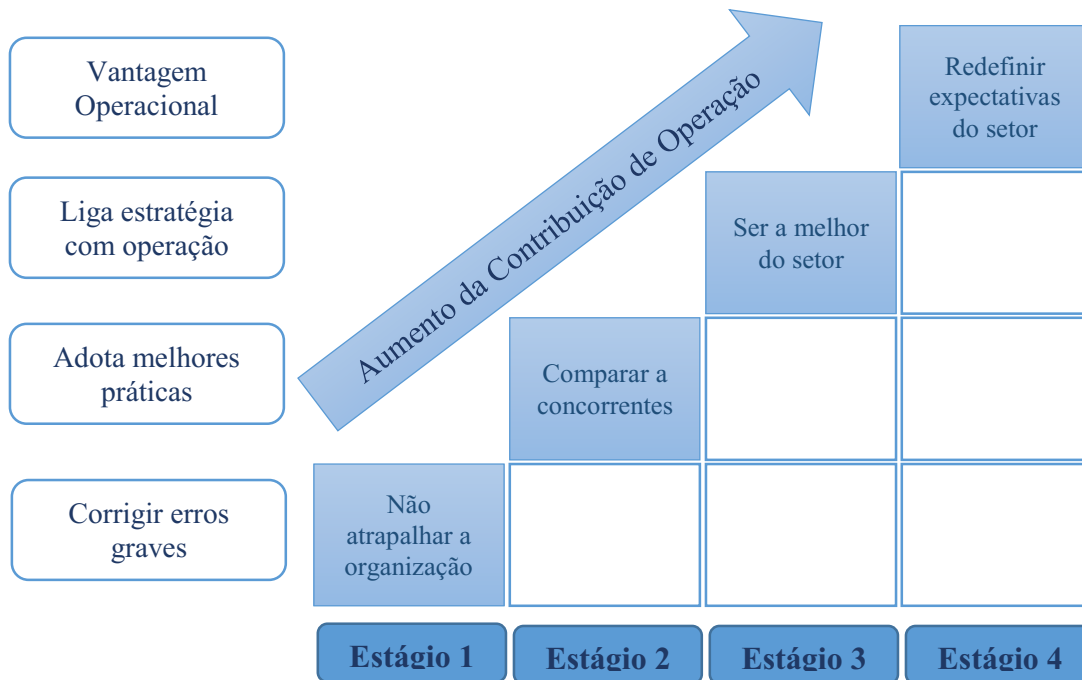 Vantagem
Operacional
Redefinir
expectativas
do setor
Aumento da Contribuição de Operação
Liga estratégia
com operação
Ser a melhor
do setor
Adota melhores
práticas
Comparar a
concorrentes
Corrigir erros
graves
Não
atrapalhar a
organização
Estágio 1
Estágio 2
Estágio 3
Estágio 4